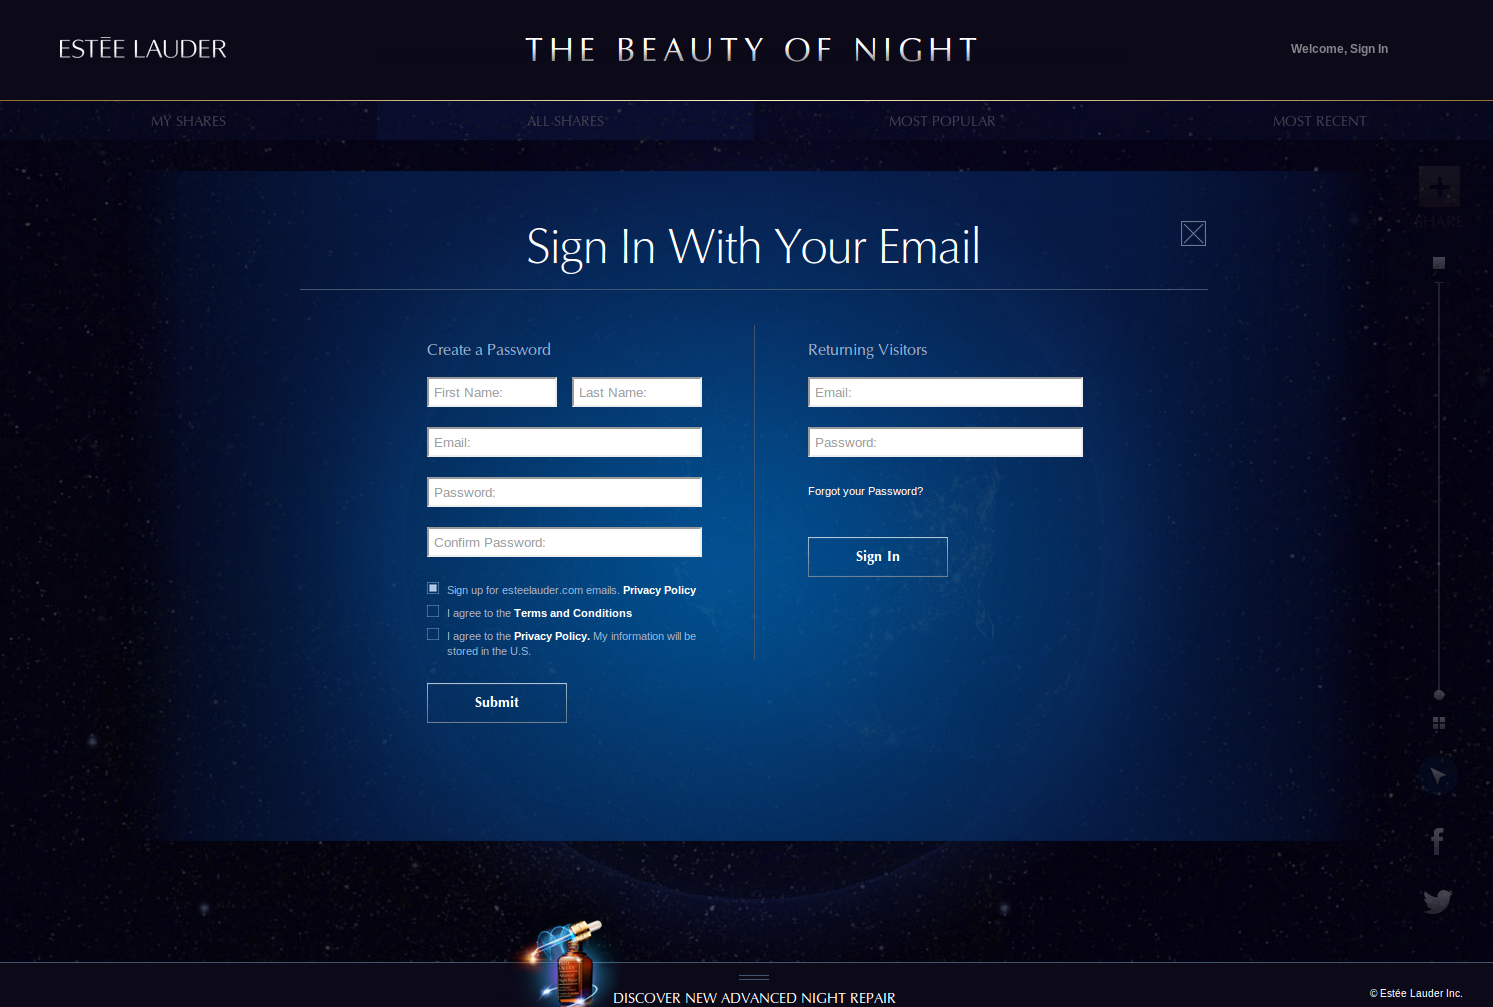 ESTĒE LAUDER
THE BEAUTY OF NIGHT
Welcome, Sign In
MY SHARES
ALL SHARES
MOST POPULAR
MOST RECENT
SHARE
Sign In With Your Email
Create a Password
First Name:
Last Name:
Email:
Password:
Confirm Password:
Sign up for esteelauder.com emails. Privacy Policy
I agree to the Terms and Conditions
I agree to the Privacy Policy. My information will be
stored in the U.S.
Submit
Returning Visitors
Email:
Password:
Forgot your Password?
Sign In
DISCOVER NEW ADVANCED NIGHT REPAIR
© Estée Lauder Inc.